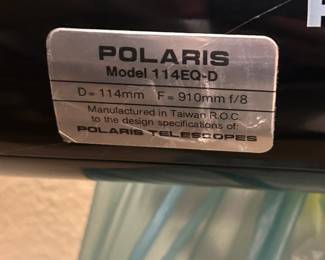 POLARIS
Model 114EQ-D
D=114mm F=910mm f/8
Manufactured in Taiwan R.O.C
to the design specifications of:
POLARIS TELESCOPES